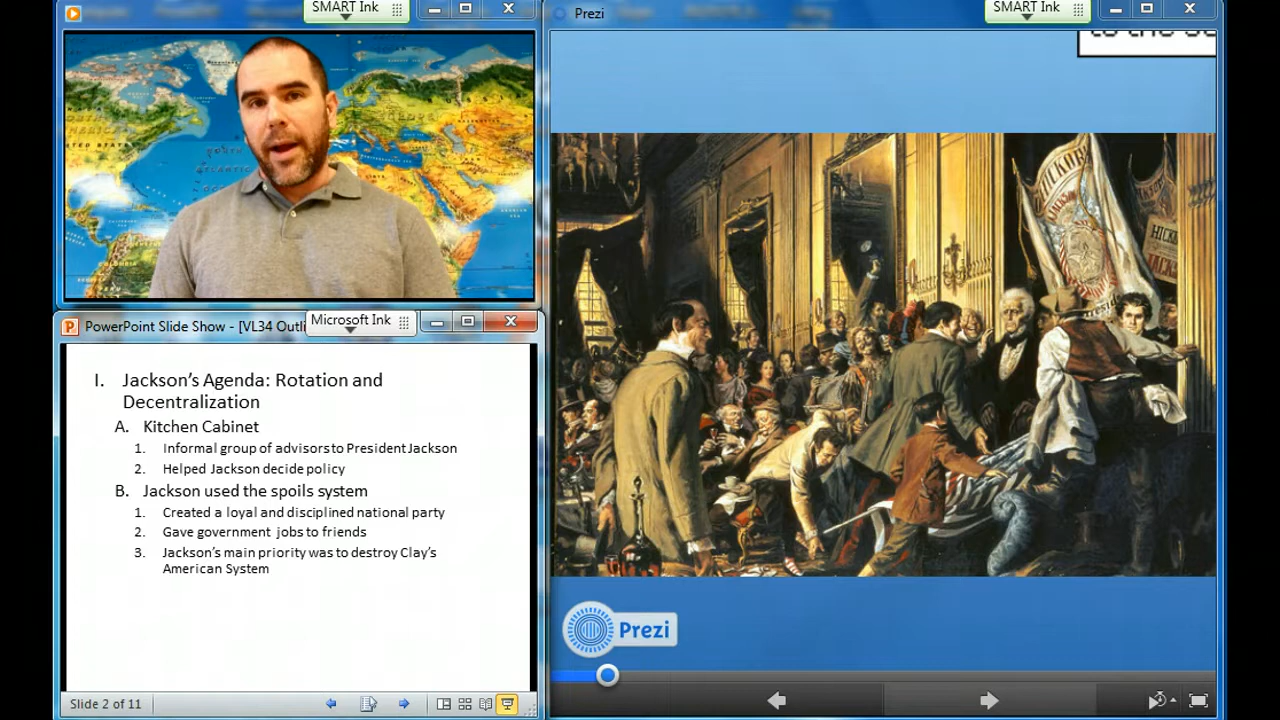 SMART Ink
Prezi
SMART Ink
PowerPoint Slide Show - [VL34 Outli
Microsoft Ink
I. Jackson's Agenda: Rotation and
Decentralization
A. Kitchen Cabinet
1. Informal group of advisors to President Jackson
2. Helped Jackson decide policy
B. Jackson used the spoils system
1. Created a loyal and disciplined national party
2. Gave government jobs to friends
3. Jackson's main priority was to destroy Clay's
American System
Slide 2 of 11
Prezi